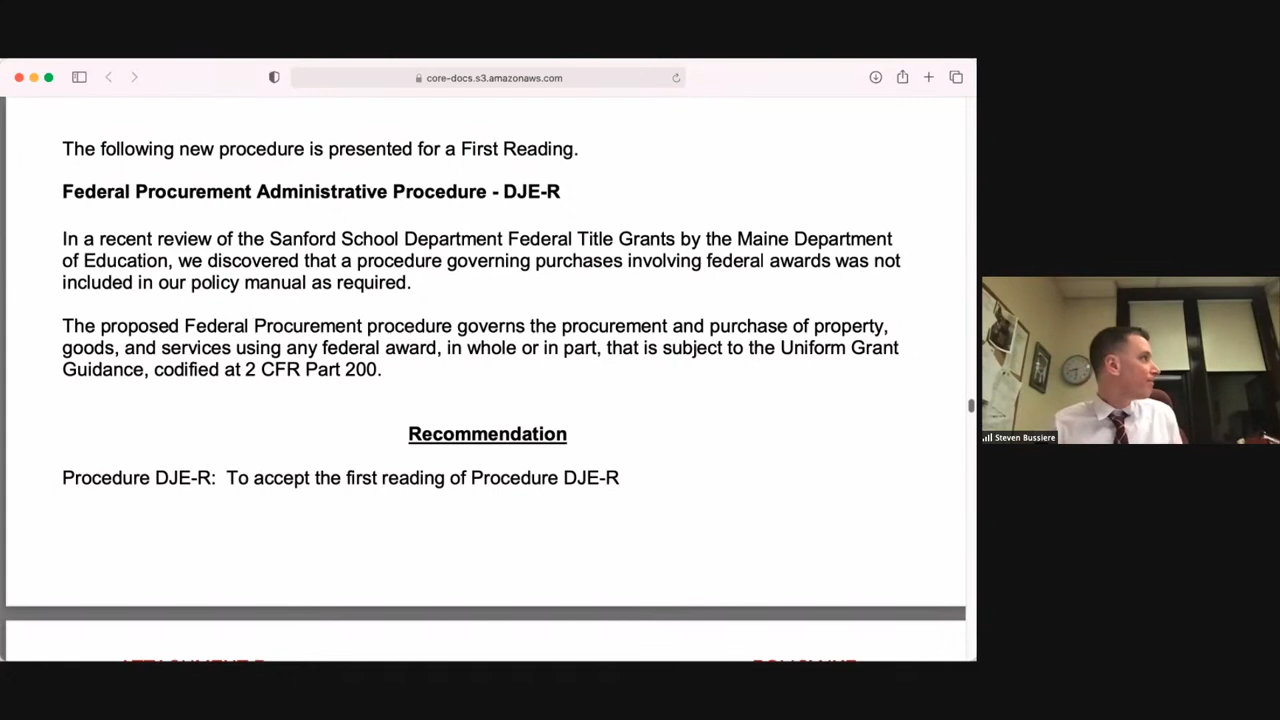 core-docs.s3.amazonaws.com
The following new procedure is presented for a First Reading.
Federal Procurement Administrative Procedure - DJE-R
In a recent review of the Sanford School Department Federal Title Grants by the Maine Department
of Education, we discovered that a procedure governing purchases involving federal awards was not
included in our policy manual as required.
The proposed Federal Procurement procedure governs the procurement and purchase of property,
goods, and services using any federal award, in whole or in part, that is subject to the Uniform Grant
Guidance, codified at 2 CFR Part 200.
Recommendation
Procedure DJE-R: To accept the first reading of Procedure DJE-R
Steven Bussiere